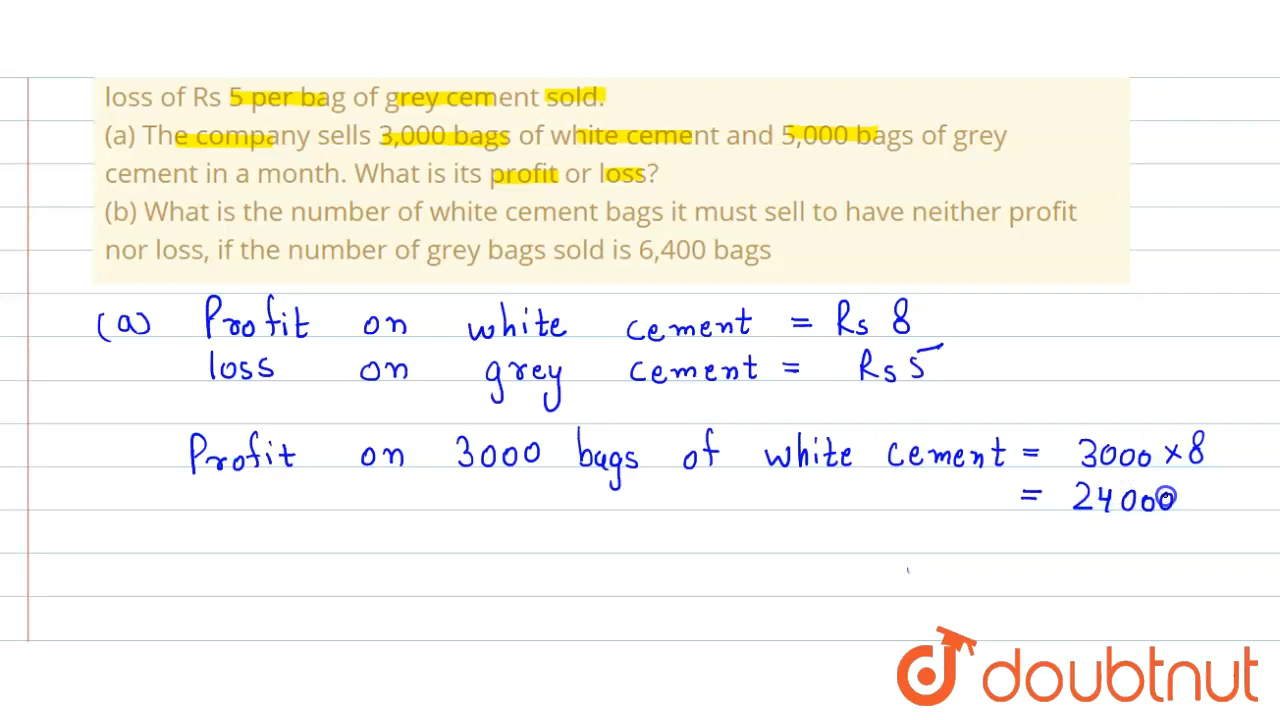 loss of Rs 5 per bag of grey cement sold.
(a) The company sells 3,000 bags of white cement and 5,000 bags of grey
cement in a month. What is its profit or loss?
(b) What is the number of white cement bags it must sell to have neither profit
nor loss, if the number of grey bags sold is 6,400 bags
(a) Profit on white cement = Rs 8
loss on grey cement = Rs 5
Profit on 3000 bags of white cement = 3000 × 8
= 24000
doubtnut